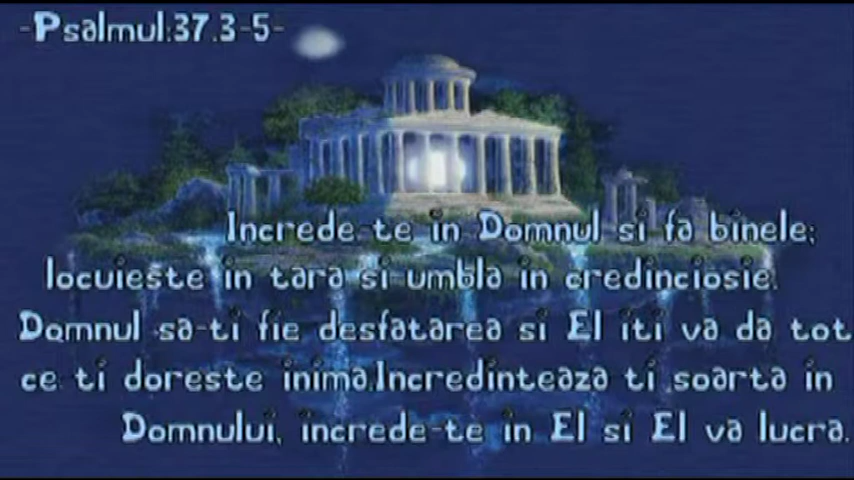 -Psalmul:37.3-5-
Increde-te in Domnul si fa binele;
locuieste in tara si umbla in credinciosie.
Domnul sa-ti fie desfatarea si El iti va da tot
ce ti doreste inima.Incredinteaza ti soarta in
Domnului, increde-te in El si El va lucra.